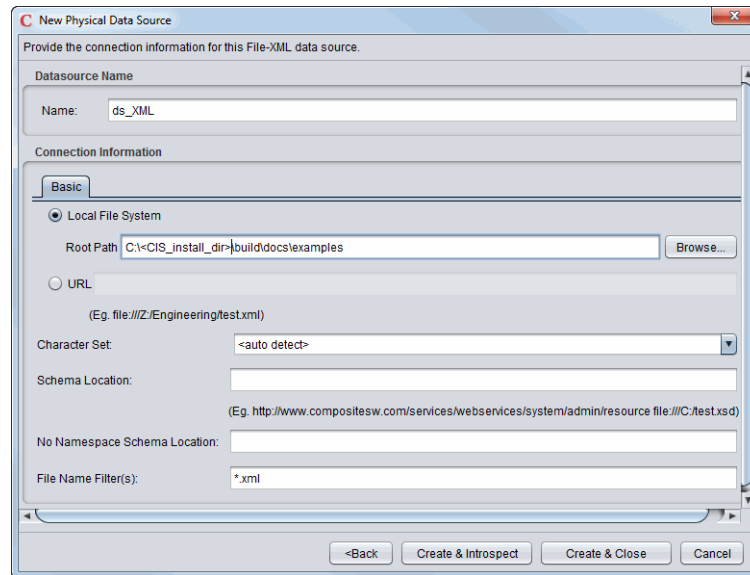 C New Physical Data Source
Provide the connection information for this File-XML data source.
Datasource Name
Name: ds_XML
Connection Information
Basic
Local File System
Root Path C:\<CIS_install_dir>\build\docs\examples Browse...
URL
(Eg. file:///Z:/Engineering/test.xml)
Character Set: <auto detect>
Schema Location:
(Eg. http://www.compositesw.com/services/webservices/system/admin/resource file:///C:/test.xsd)
No Namespace Schema Location:
File Name Filter(s): *.xml
<Back Create & Introspect Create & Close Cancel